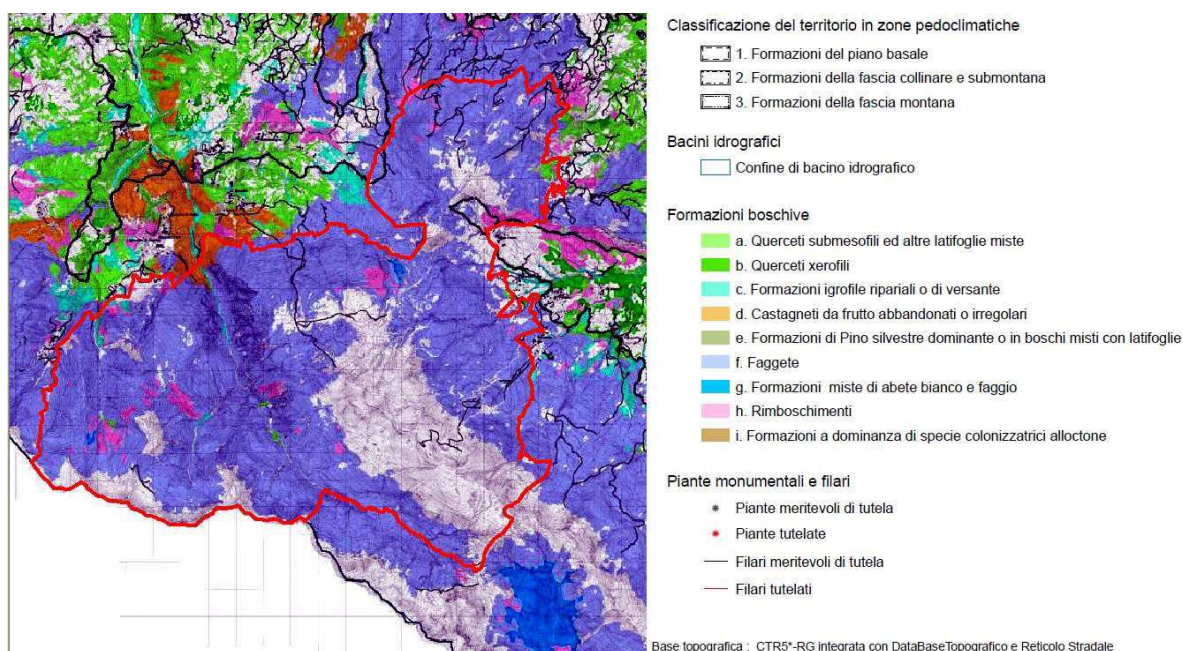 Classificazione del territorio in zone pedoclimatiche
1. Formazioni del piano basale
2. Formazioni della fascia collinare e submontana
3. Formazioni della fascia montana
Bacini idrografici
Confine di bacino idrografico
Formazioni boschive
a. Querceti submesofili ed altre latifoglie miste
b. Querceti xerofili
c. Formazioni igrofile ripariali o di versante
d. Castagneti da frutto abbandonati o irregolari
e. Formazioni di Pino silvestre dominante o in boschi misti con latifoglie
f. Faggete
g. Formazioni miste di abete bianco e faggio
h. Rimboschimenti
i. Formazioni a dominanza di specie colonizzatrici alloctone
Piante monumentali e filari
Piante meritevoli di tutela
Piante tutelate
Filari meritevoli di tutela
Filari tutelati
Base topografica : CTR5*-RG integrata con DataBaseTopografico e Reticolo Stradale